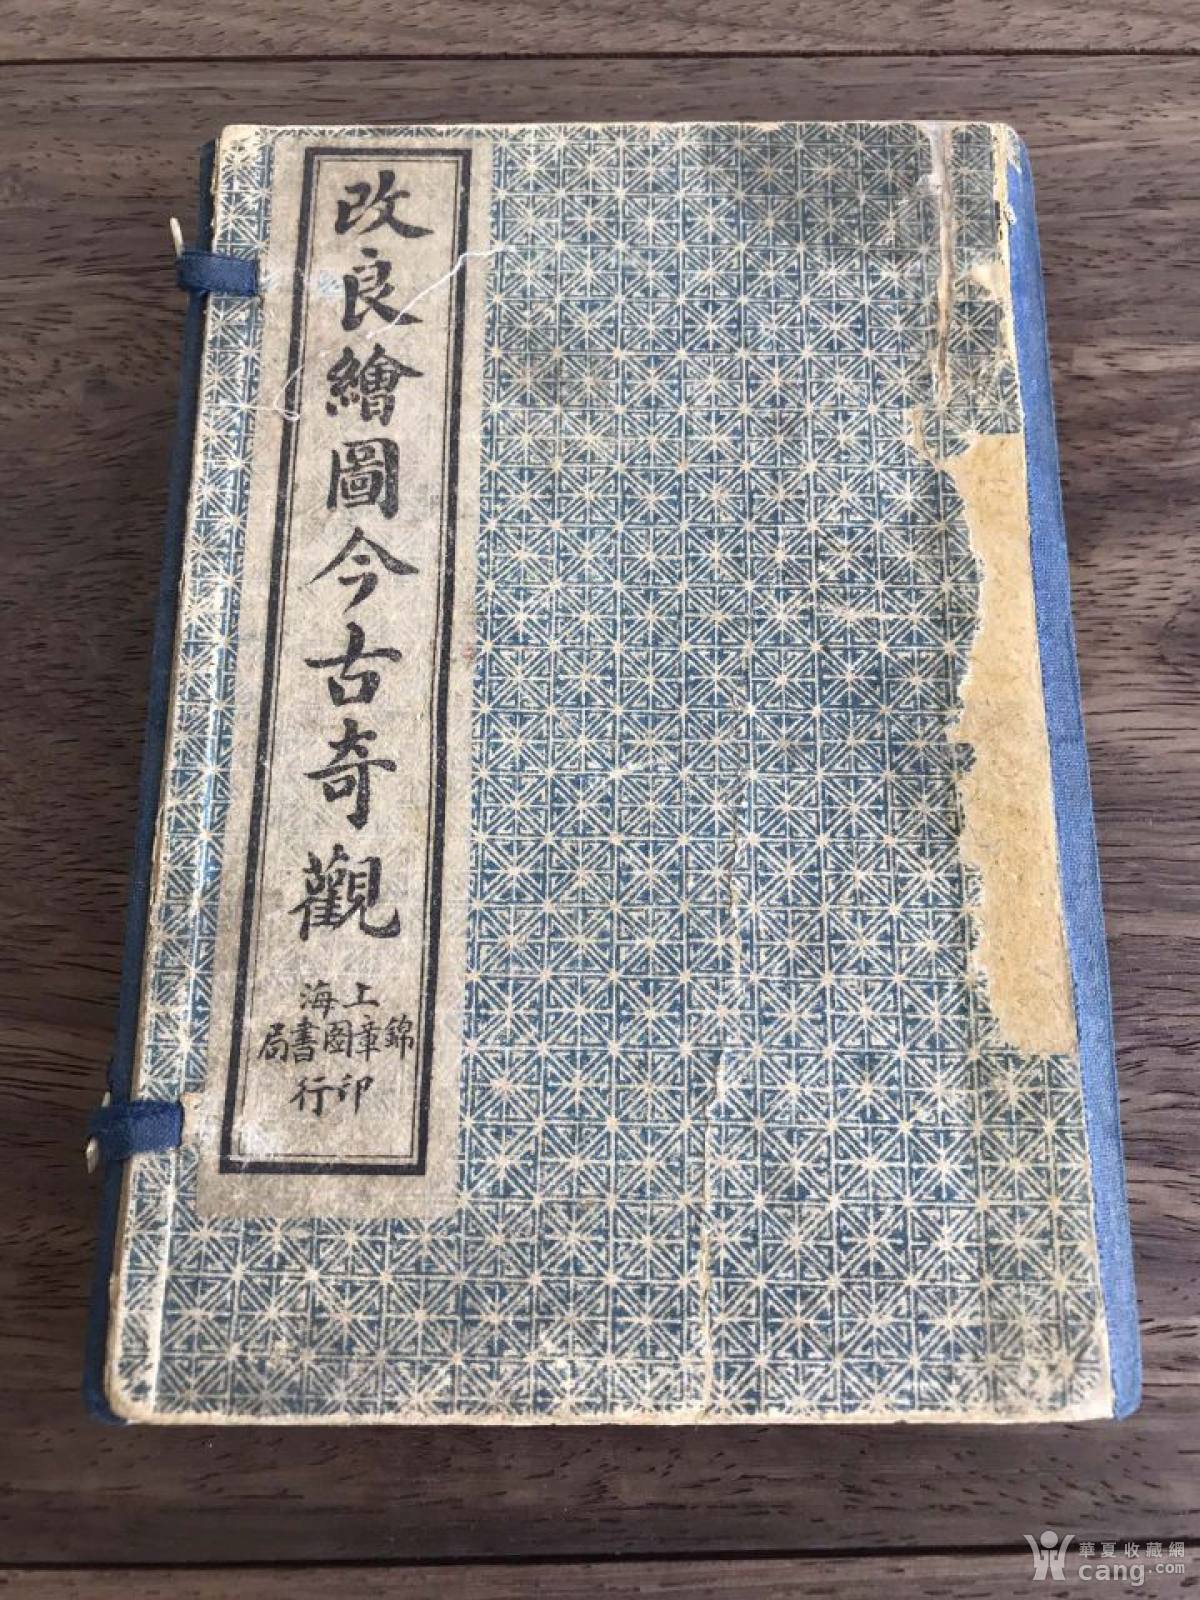 改良繪圖今古奇觀
上海
錦章圖書局
印行
華夏收藏網
cang.com